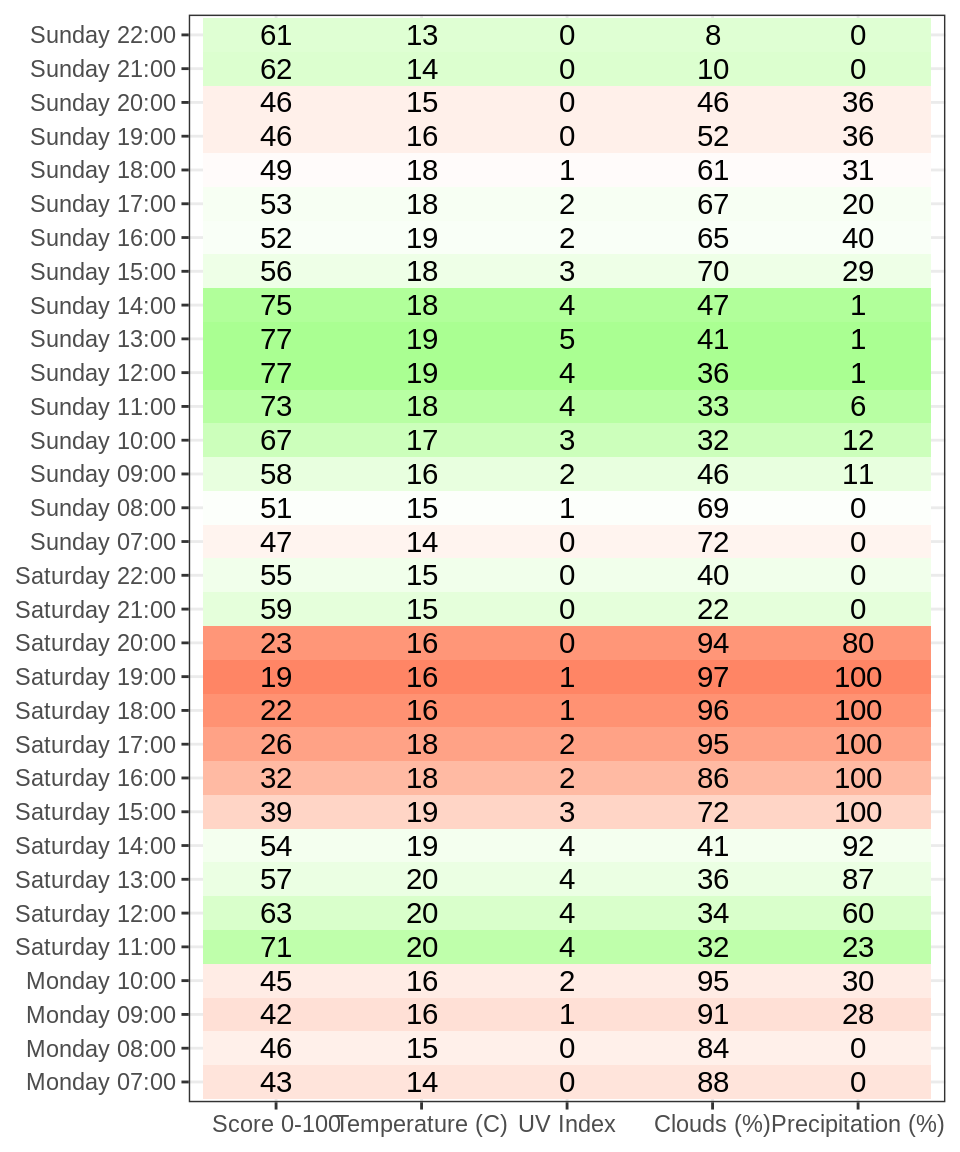 Sunday 22:00 61 13 0 8 0
Sunday 21:00 62 14 0 10 0
Sunday 20:00 46 15 0 46 36
Sunday 19:00 46 16 0 52 36
Sunday 18:00 49 18 1 61 31
Sunday 17:00 53 18 2 67 20
Sunday 16:00 52 19 2 65 40
Sunday 15:00 56 18 3 70 29
Sunday 14:00 75 18 4 47 1
Sunday 13:00 77 19 5 41 1
Sunday 12:00 77 19 4 36 1
Sunday 11:00 73 18 4 33 6
Sunday 10:00 67 17 3 32 12
Sunday 09:00 58 16 2 46 11
Sunday 08:00 51 15 1 69 0
Sunday 07:00 47 14 0 72 0
Saturday 22:00 55 15 0 40 0
Saturday 21:00 59 15 0 22 0
Saturday 20:00 23 16 0 94 80
Saturday 19:00 19 16 1 97 100
Saturday 18:00 22 16 1 96 100
Saturday 17:00 26 18 2 95 100
Saturday 16:00 32 18 2 86 100
Saturday 15:00 39 19 3 72 100
Saturday 14:00 54 19 4 41 92
Saturday 13:00 57 20 4 36 87
Saturday 12:00 63 20 4 34 60
Saturday 11:00 71 20 4 32 23
Monday 10:00 45 16 2 95 30
Monday 09:00 42 16 1 91 28
Monday 08:00 46 15 0 84 0
Monday 07:00 43 14 0 88 0
Score 0-100 Temperature (C) UV Index Clouds (%) Precipitation (%)